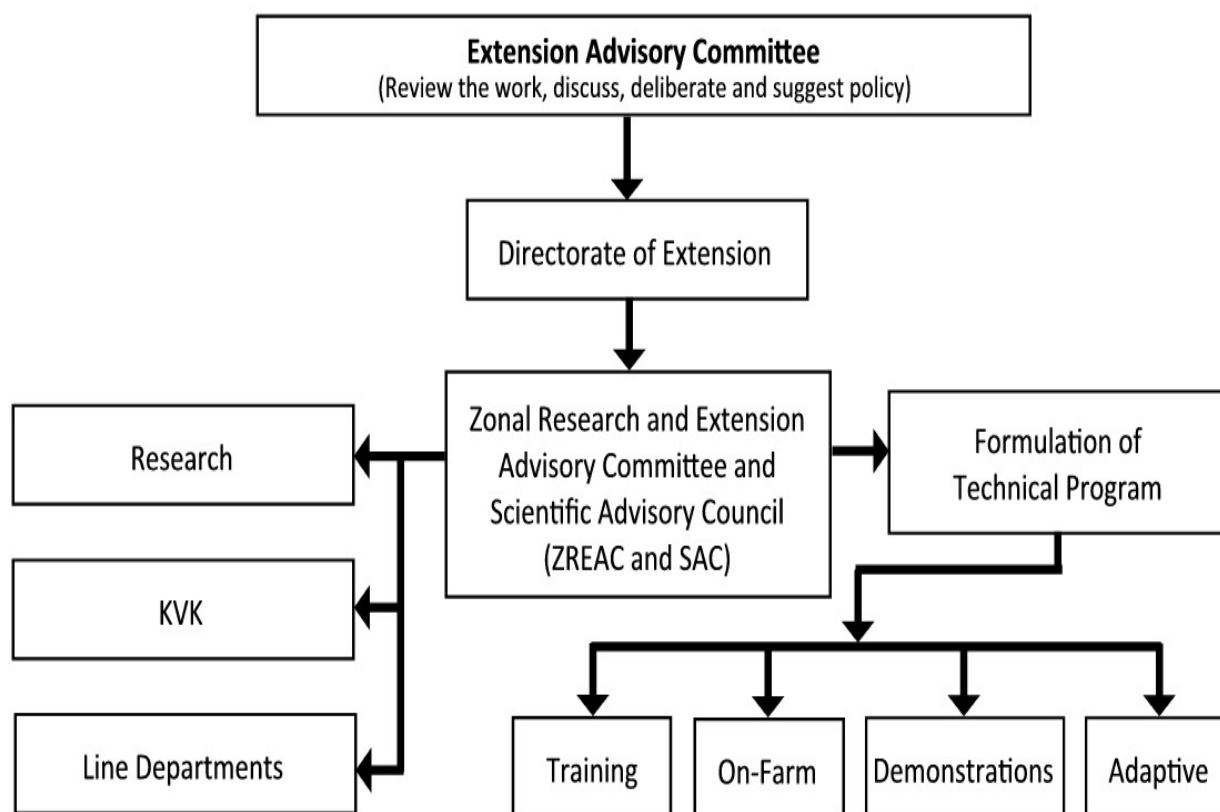 Extension Advisory Committee
(Review the work, discuss, deliberate and suggest policy)
Directorate of Extension
Zonal Research and Extension
Advisory Committee and
Scientific Advisory Council
(ZREAC and SAC)
Formulation of
Technical Program
Research
KVK
Line Departments
Training
On-Farm
Demonstrations
Adaptive